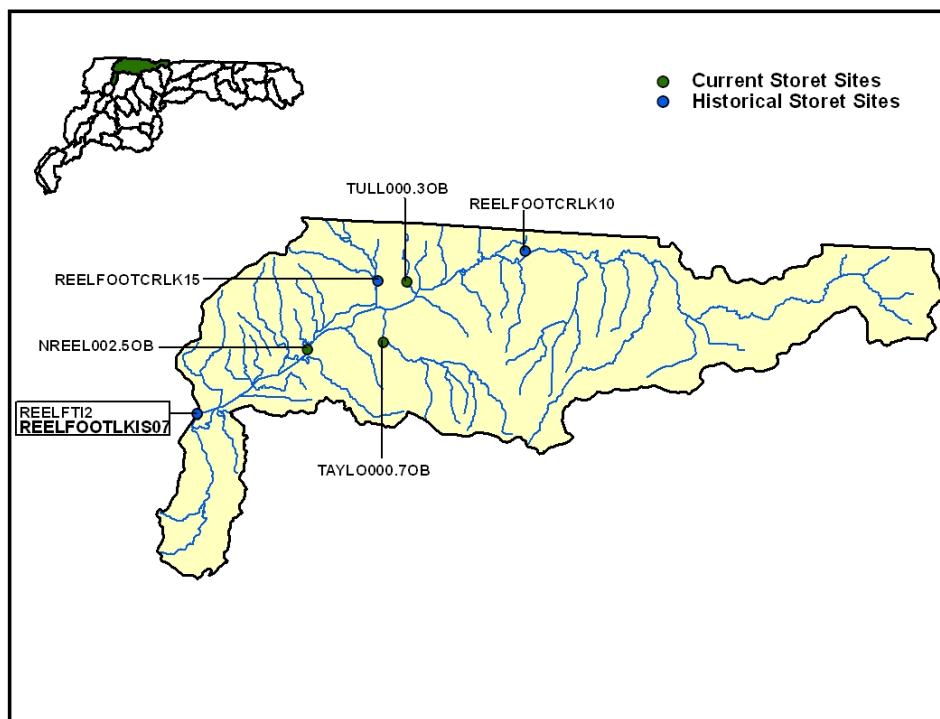 Current Storet Sites
Historical Storet Sites
TULL000.3OB
REELFOOTCRLK10
REELFOOTCRLK15
NREEL002.5OB
REELFTI2
REELFOOTLKIS07
TAYLO000.7OB